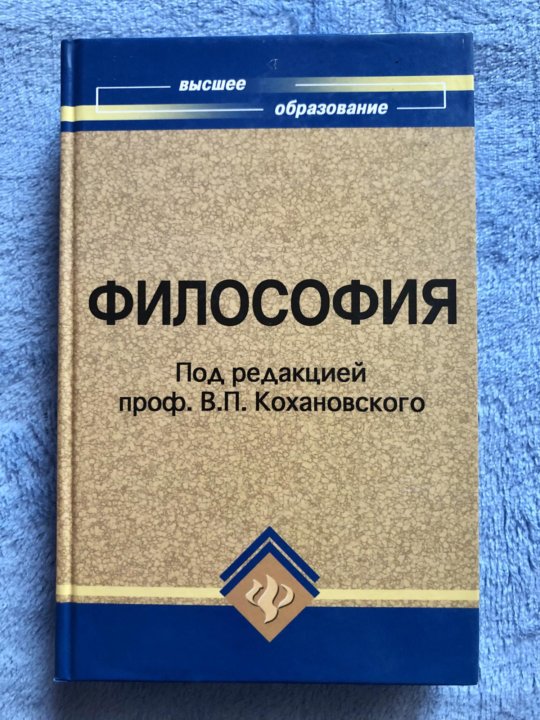 высшее
образование
ФИЛОСОФИЯ
Под редакцией
проф. В.П. Кохановского